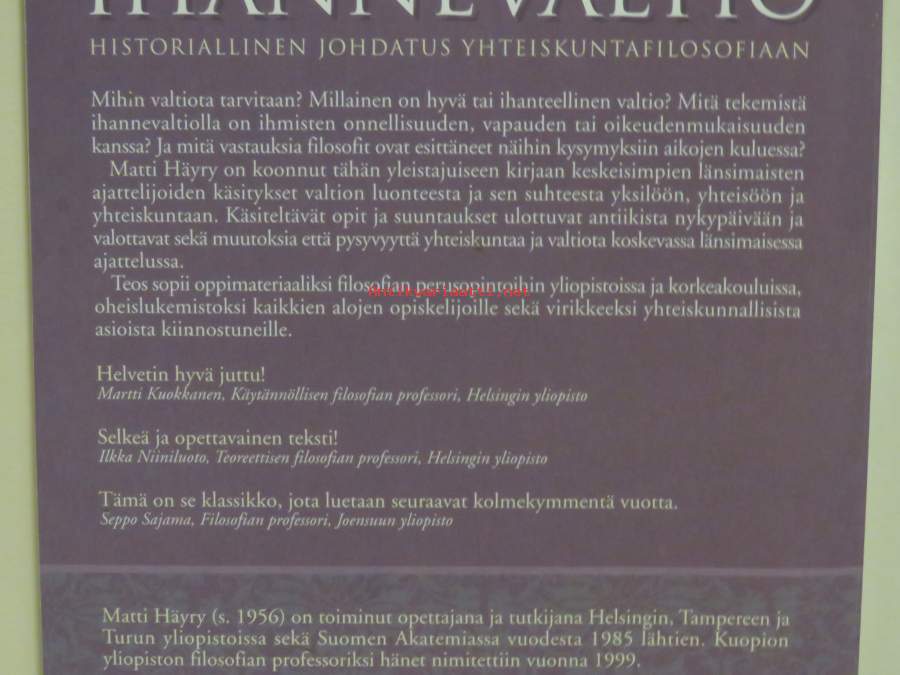 IHANNEVALTIO
HISTORIALLINEN JOHDATUS YHTEISKUNTAFILOSOFIAAN
Mihin valtiota tarvitaan? Millainen on hyvä tai ihanteellinen valtio? Mitä tekemistä
ihannevaltiolla on ihmisten onnellisuuden, vapauden tai oikeudenmukaisuuden
kanssa? Ja mitä vastauksia filosofit ovat esittäneet näihin kysymyksiin aikojen kuluessa?
Matti Häyry on koonnut tähän yleistajuiseen kirjaan keskeisimpien länsimaisten
ajattelijoiden käsitykset valtion luonteesta ja sen suhteesta yksilöön, yhteisöön ja
yhteiskuntaan. Käsiteltävät opit ja suuntaukset ulottuvat antiikista nykypäivään ja
valottavat sekä muutoksia että pysyvyyttä yhteiskuntaa ja valtiota koskevassa länsimaisessa
ajattelussa.
Teos sopii oppimateriaaliksi filosofian perusopintoihin yliopistoissa ja korkeakouluissa,
Antikvariaatti.net
oheislukemistoksi kaikkien alojen opiskelijoille sekä virikkeeksi yhteiskunnallisista
asioista kiinnostuneille.
Helvetin hyvä juttu!
Martti Kuokkanen, Käytännöllisen filosofian professori, Helsingin yliopisto
Selkeä ja opettavainen teksti!
Ilkka Niiniluoto, Teoreettisen filosofian professori, Helsingin yliopisto
Tämä on se klassikko, jota luetaan seuraavat kolmekymmentä vuotta.
Seppo Sajama, Filosofian professori, Joensuun yliopisto
Matti Häyry (s. 1956) on toiminut opettajana ja tutkijana Helsingin, Tampereen ja
Turun yliopistoissa sekä Suomen Akatemiassa vuodesta 1985 lähtien. Kuopion
yliopiston filosofian professoriksi hänet nimitettiin vuonna 1999.